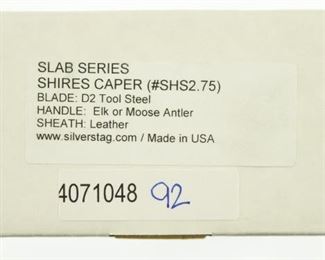 SLAB SERIES
SHIRES CAPER (#SHS2.75)
BLADE: D2 Tool Steel
HANDLE: Elk or Moose Antler
SHEATH: Leather
www.silverstag.com / Made in USA
4071048 92